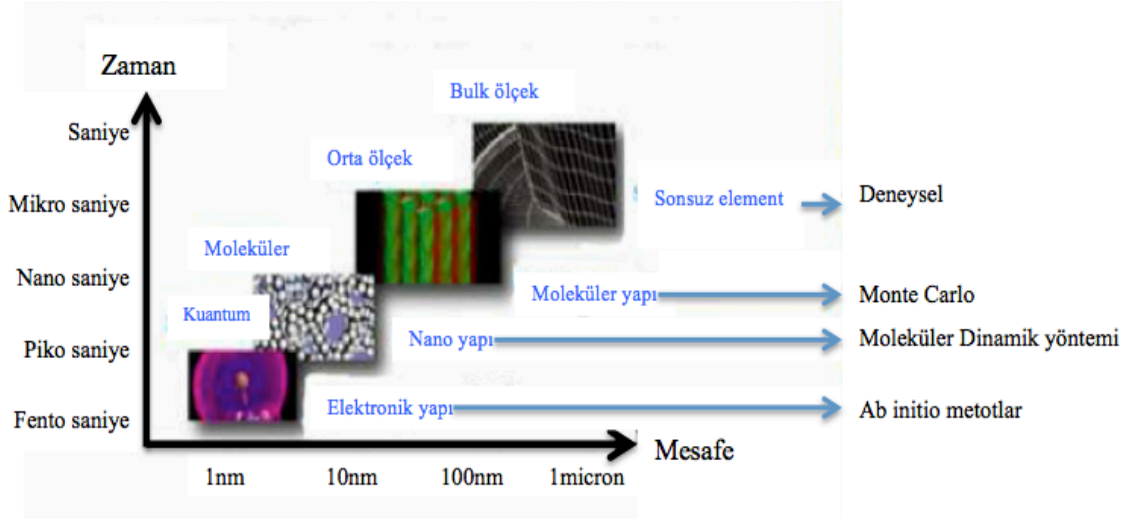 Zaman
Bulk ölçek
Saniye
Orta ölçek
Mikro saniye
Sonsuz element
Deneysel
Moleküler
Nano saniye
Moleküler yapı
Monte Carlo
Kuantum
Piko saniye
Nano yapı
Moleküler Dinamik yöntemi
Fento saniye
Elektronik yapı
Ab initio metotlar
Mesafe
1nm
10nm
100nm
1micron